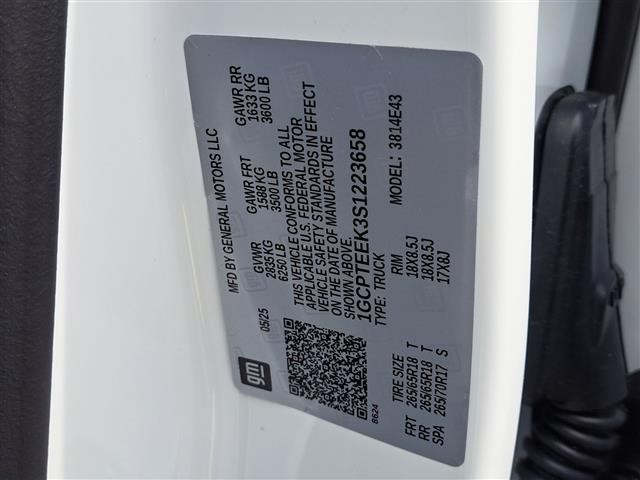 gm
MFD BY GENERAL MOTORS LLC
05/25
GVWR
2835 KG
6250 LB
GAWR FRT
1588 KG
3500 LB
GAWR RR
1633 KG
3600 LB
THIS VEHICLE CONFORMS TO ALL
APPLICABLE U.S. FEDERAL MOTOR
VEHICLE SAFETY STANDARDS IN EFFECT
ON THE DATE OF MANUFACTURE
SHOWN ABOVE.
1GCPTEEK3S1223658
TYPE: TRUCK
MODEL: 3814E43
8624
TIRE SIZE RIM
FRT 265/65R18 T 18X8.5J
RR 265/65R18 T 18X8.5J
SPA 265/70R17 S 17X8J